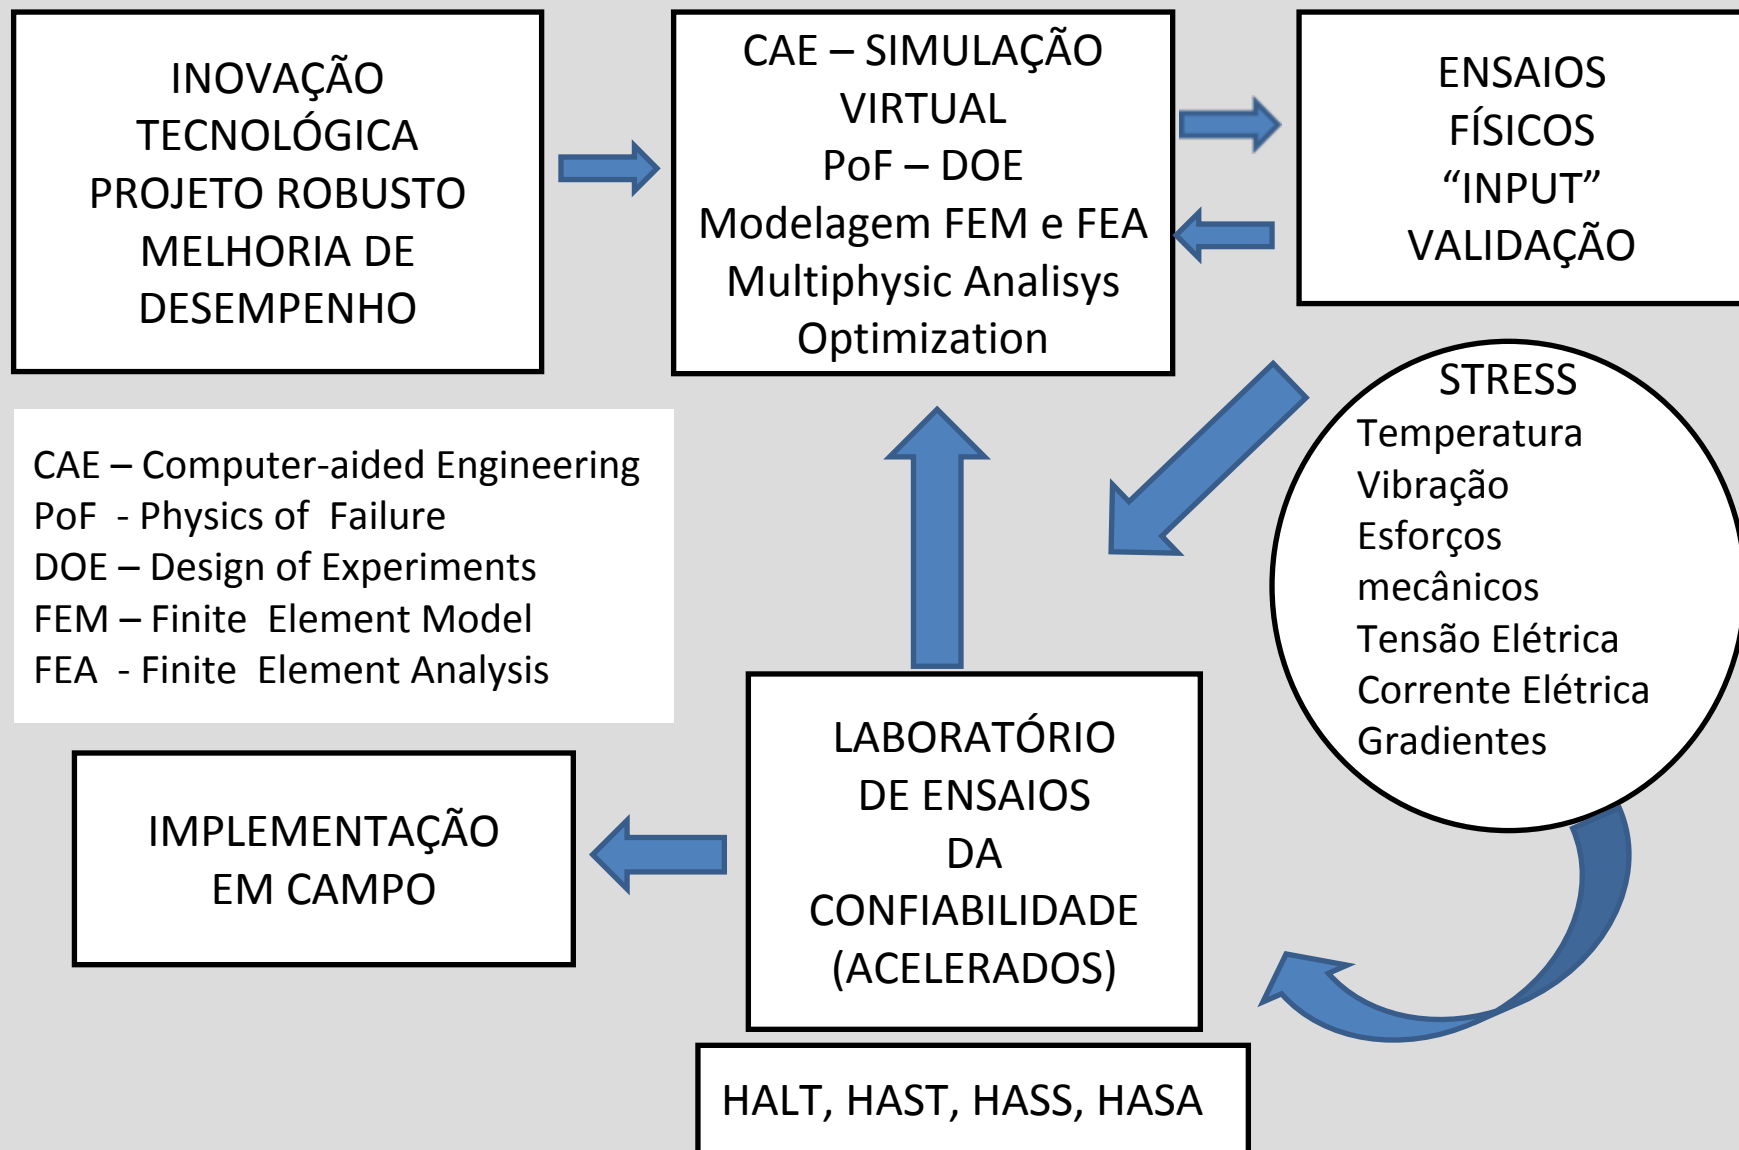 INOVAÇÃO
TECNOLÓGICA
PROJETO ROBUSTO
MELHORIA DE
DESEMPENHO
CAE – SIMULAÇÃO
VIRTUAL
PoF – DOE
Modelagem FEM e FEA
Multiphysic Analisys
Optimization
ENSAIOS
FÍSICOS
“INPUT”
VALIDAÇÃO
CAE – Computer-aided Engineering
PoF - Physics of Failure
DOE – Design of Experiments
FEM – Finite Element Model
FEA - Finite Element Analysis
STRESS
Temperatura
Vibração
Esforços
mecânicos
Tensão Elétrica
Corrente Elétrica
Gradientes
IMPLEMENTAÇÃO
EM CAMPO
LABORATÓRIO
DE ENSAIOS
DA
CONFIABILIDADE
(ACELERADOS)
HALT, HAST, HASS, HASA